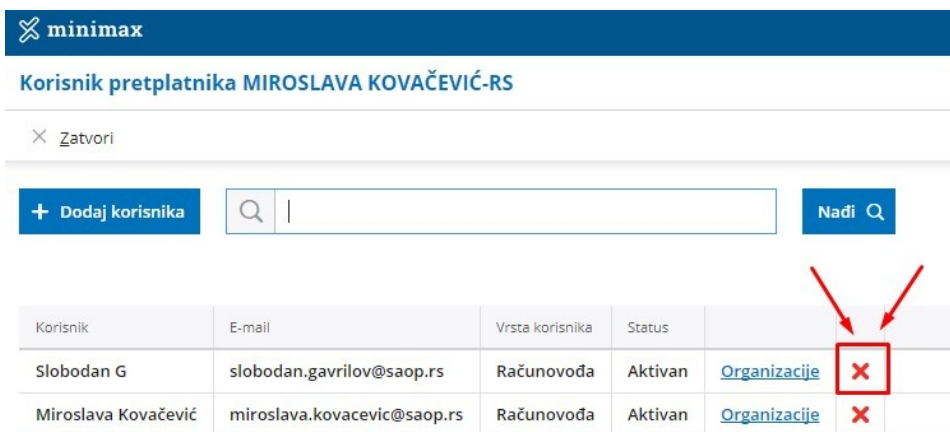 minimax
Korisnik pretplatnika MIROSLAVA KOVAČEVIĆ-RS
Zatvori
+ Dodaj korisnika Nađi
Korisnik E-mail Vrsta korisnika Status
Slobodan G slobodan.gavrilov@saop.rs Računovođa Aktivan Organizacije
Miroslava Kovačević miroslava.kovacevic@saop.rs Računovođa Aktivan Organizacije